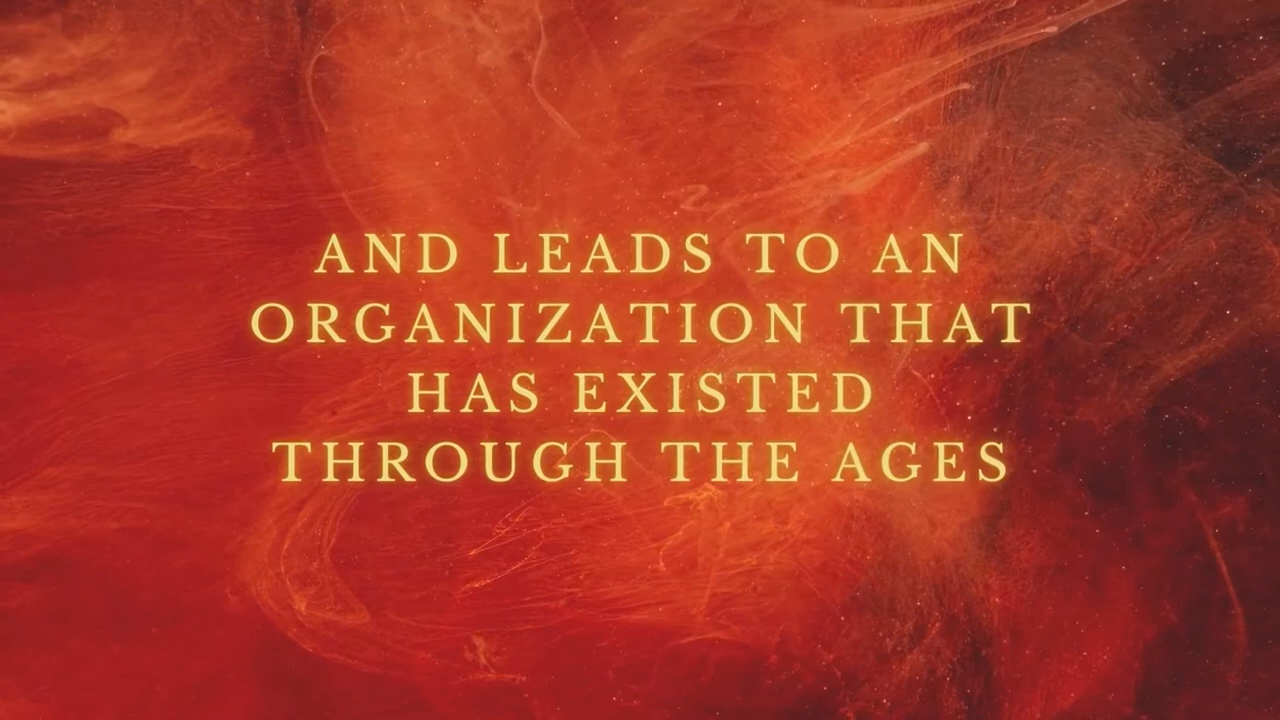 AND LEADS TO AN
ORGANIZATION THAT
HAS EXISTED
THROUGH THE AGES